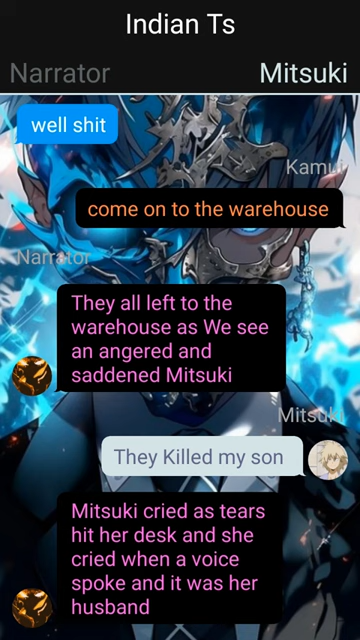 Indian Ts
Narrator
Mitsuki
well shit
Kamui
come on to the warehouse
Narrator
They all left to the
warehouse as We see
an angered and
saddened Mitsuki
Mitsuki
They Killed my son
Mitsuki cried as tears
hit her desk and she
cried when a voice
spoke and it was her
husband